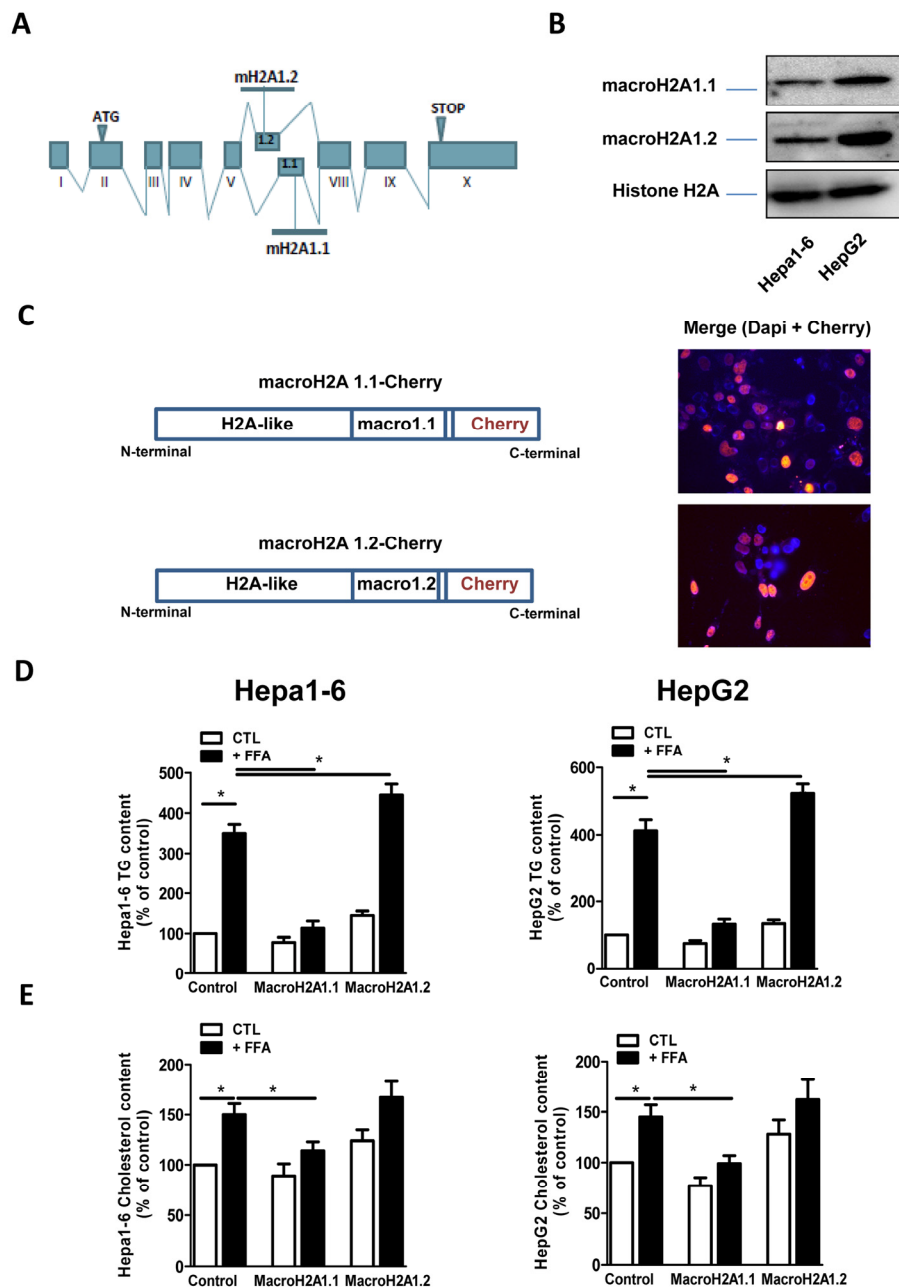 A
mH2A1.2
ATG
STOP
1.2
1.1
I II III IV V VIII IX X
mH2A1.1
B
macroH2A1.1
macroH2A1.2
Histone H2A
Hepa1-6 HepG2
C
Merge (Dapi + Cherry)
macroH2A 1.1-Cherry
H2A-like macro1.1 Cherry
N-terminal C-terminal
macroH2A 1.2-Cherry
H2A-like macro1.2 Cherry
N-terminal C-terminal
D
Hepa1-6
CTL
+ FFA
*
*
Hepa1-6 TG content
(% of control)
500
400
300
200
100
0
Control MacroH2A1.1 MacroH2A1.2
HepG2
CTL
+ FFA
*
*
HepG2 TG content
(% of control)
600
400
200
0
Control MacroH2A1.1 MacroH2A1.2
E
CTL
+ FFA
* *
Hepa1-6 Cholesterol content
(% of control)
200
150
100
50
0
Control MacroH2A1.1 MacroH2A1.2
CTL
+ FFA
* *
HepG2 Cholesterol content
(% of control)
200
150
100
50
0
Control MacroH2A1.1 MacroH2A1.2